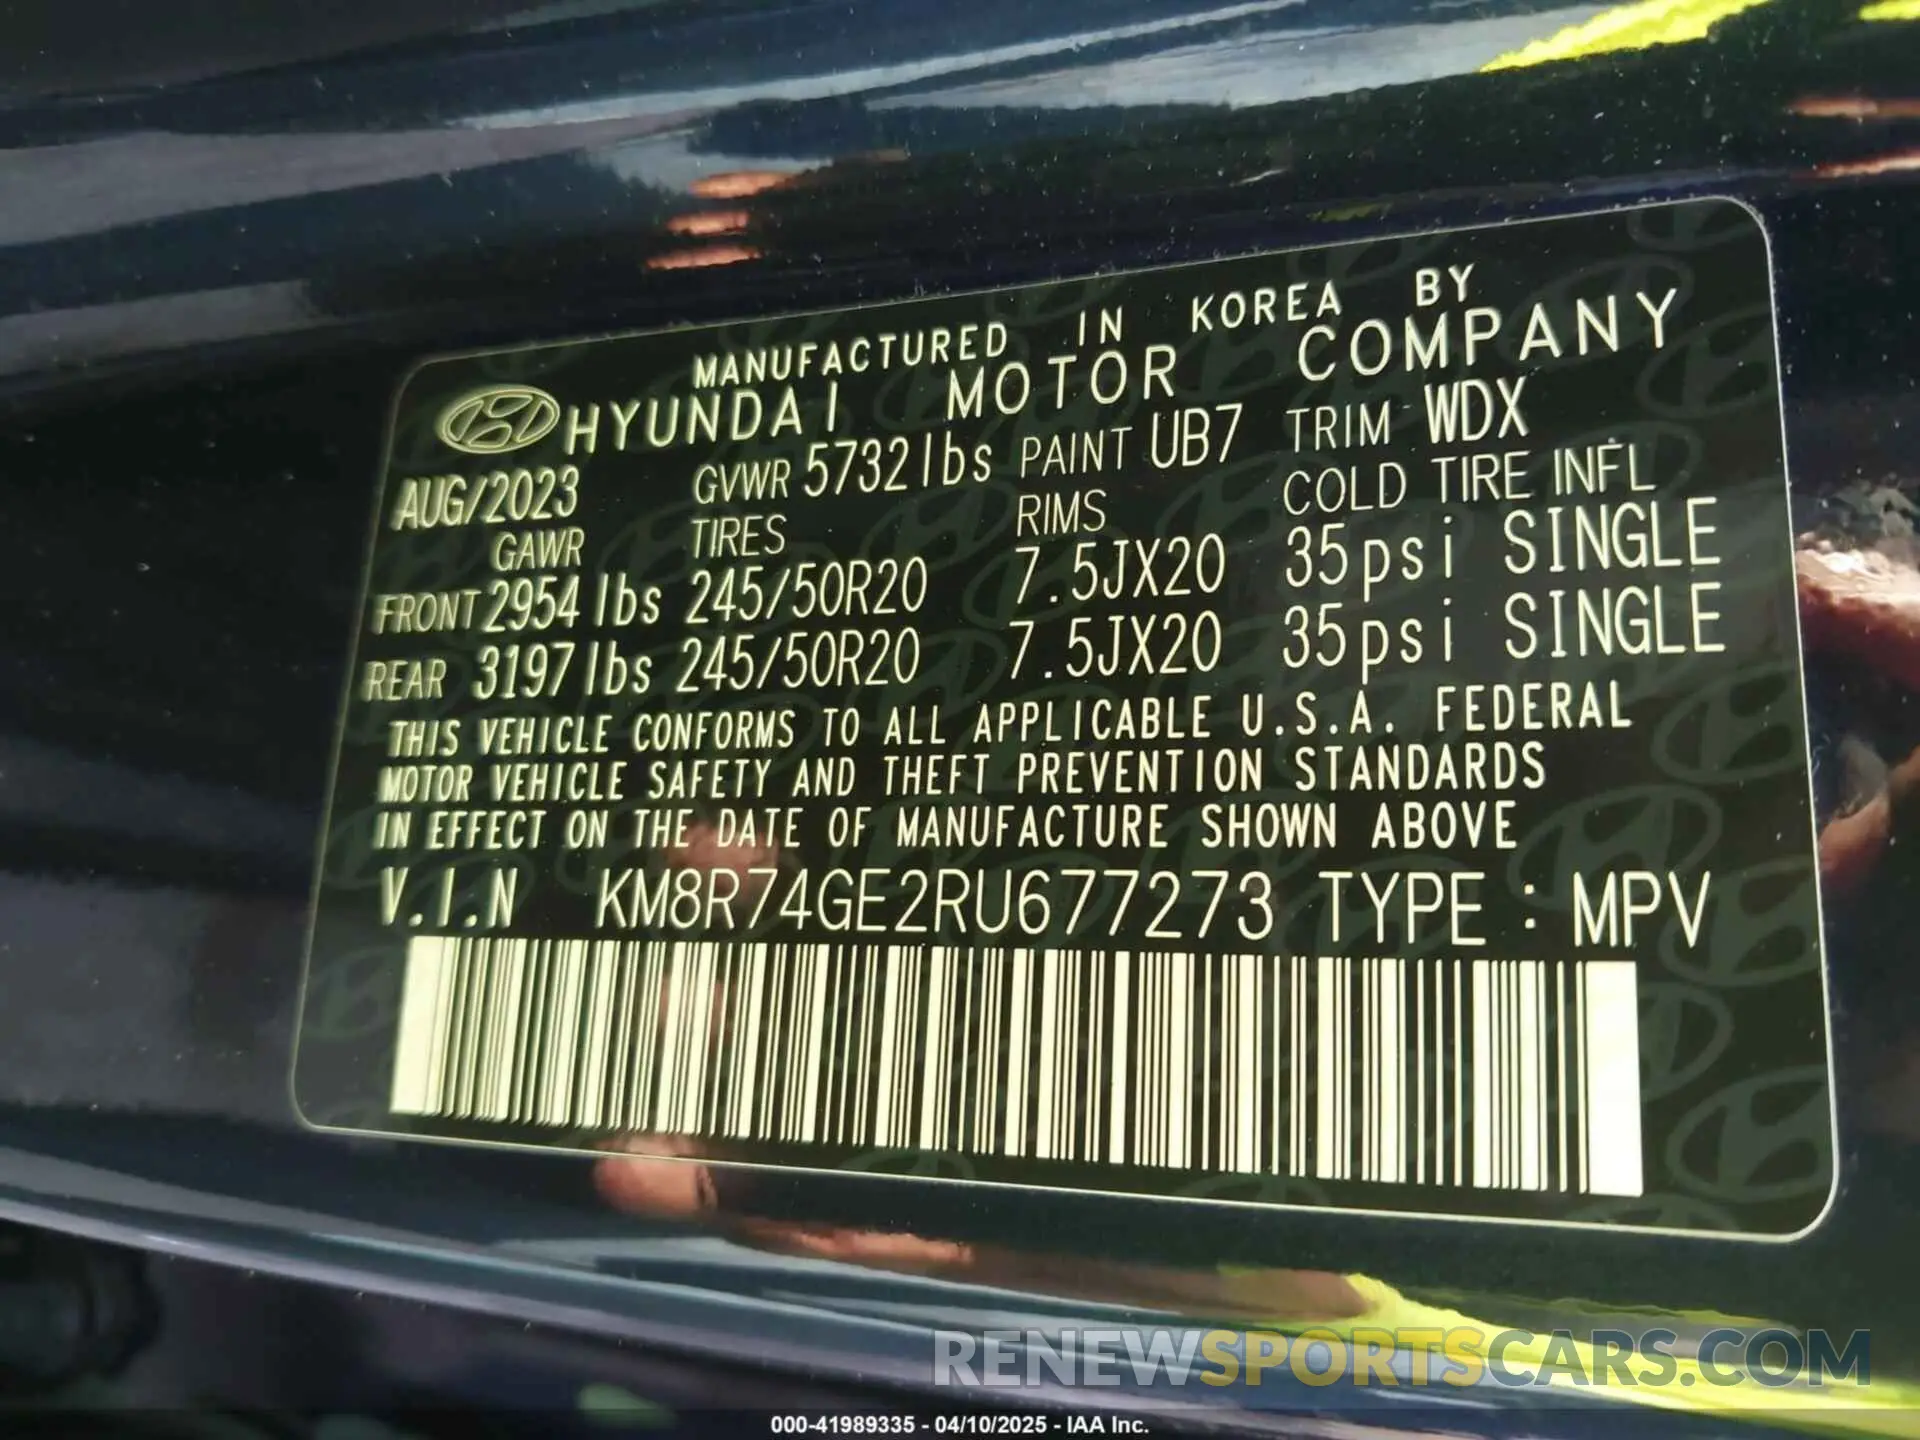 MANUFACTURED IN KOREA BY
HYUNDAI MOTOR COMPANY
AUG/2023 GVWR 5732lbs PAINT UB7 TRIM WDX
GAWR TIRES RIMS COLD TIRE INFL
FRONT 2954 lbs 245/50R20 7.5JX20 35psi SINGLE
REAR 3197 lbs 245/50R20 7.5JX20 35psi SINGLE
THIS VEHICLE CONFORMS TO ALL APPLICABLE U.S.A. FEDERAL
MOTOR VEHICLE SAFETY AND THEFT PREVENTION STANDARDS
IN EFFECT ON THE DATE OF MANUFACTURE SHOWN ABOVE
V.I.N KM8R74GE2RU677273 TYPE : MPV
RENEWSPORTSCARS.COM
000-41989335 - 04/10/2025 - IAA Inc.